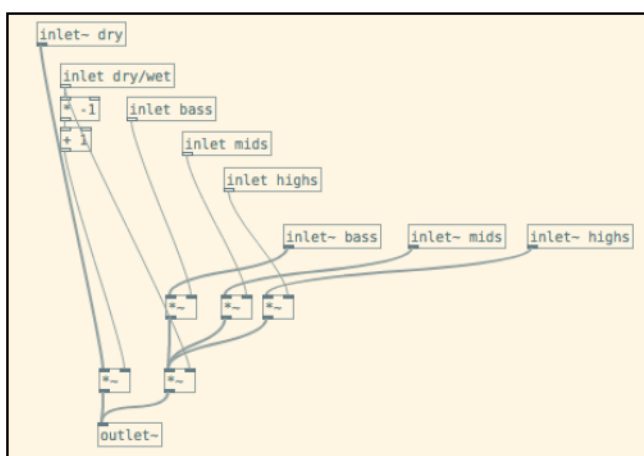 inlet~ dry
inlet dry/wet
* -1
inlet bass
+ 1
inlet mids
inlet highs
inlet~ bass
inlet~ mids
inlet~ highs
*~
*~
*~
*~
*~
outlet~